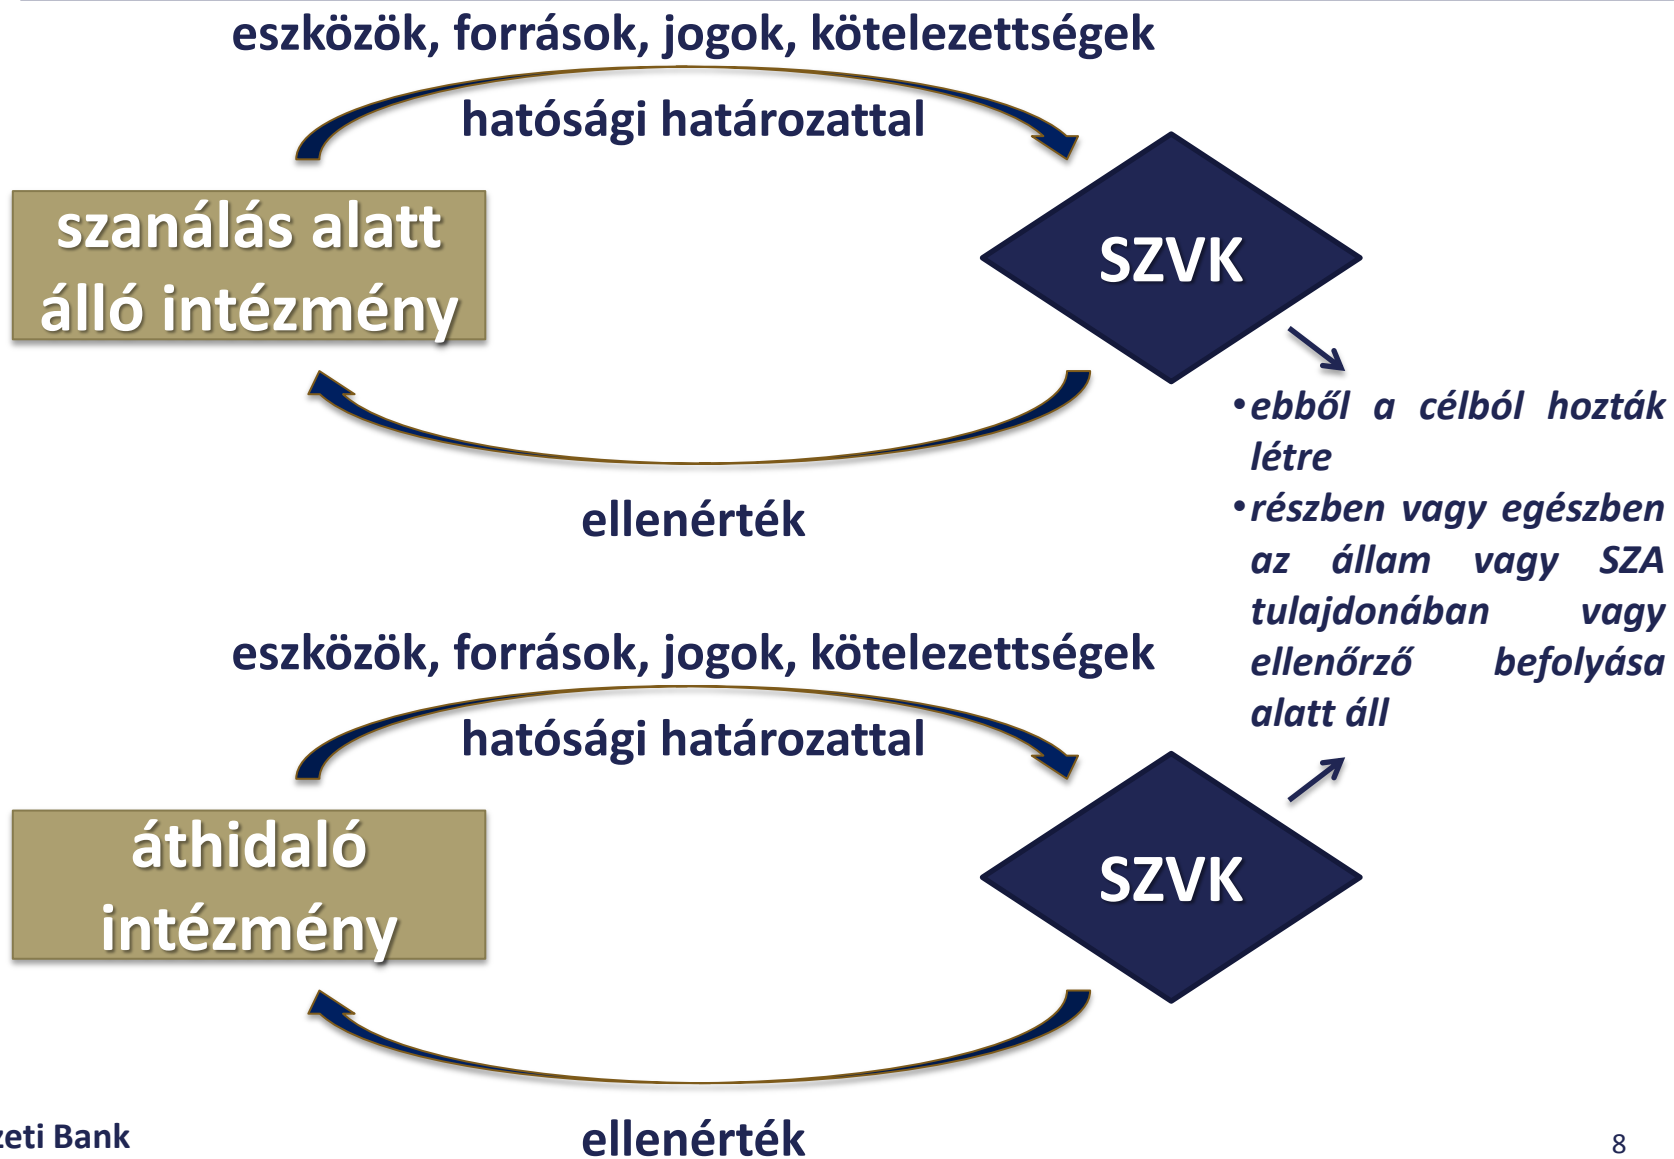 eszközök, források, jogok, kötelezettségek
hatósági határozattal
szanálás alatt
álló intézmény
SZVK
ellenérték
•ebből a célból hozták
létre
•részben vagy egészben
az állam vagy SZA
tulajdonában vagy
ellenőrző befolyása
alatt áll
eszközök, források, jogok, kötelezettségek
hatósági határozattal
áthidaló
intézmény
SZVK
ellenérték
zeti Bank
8